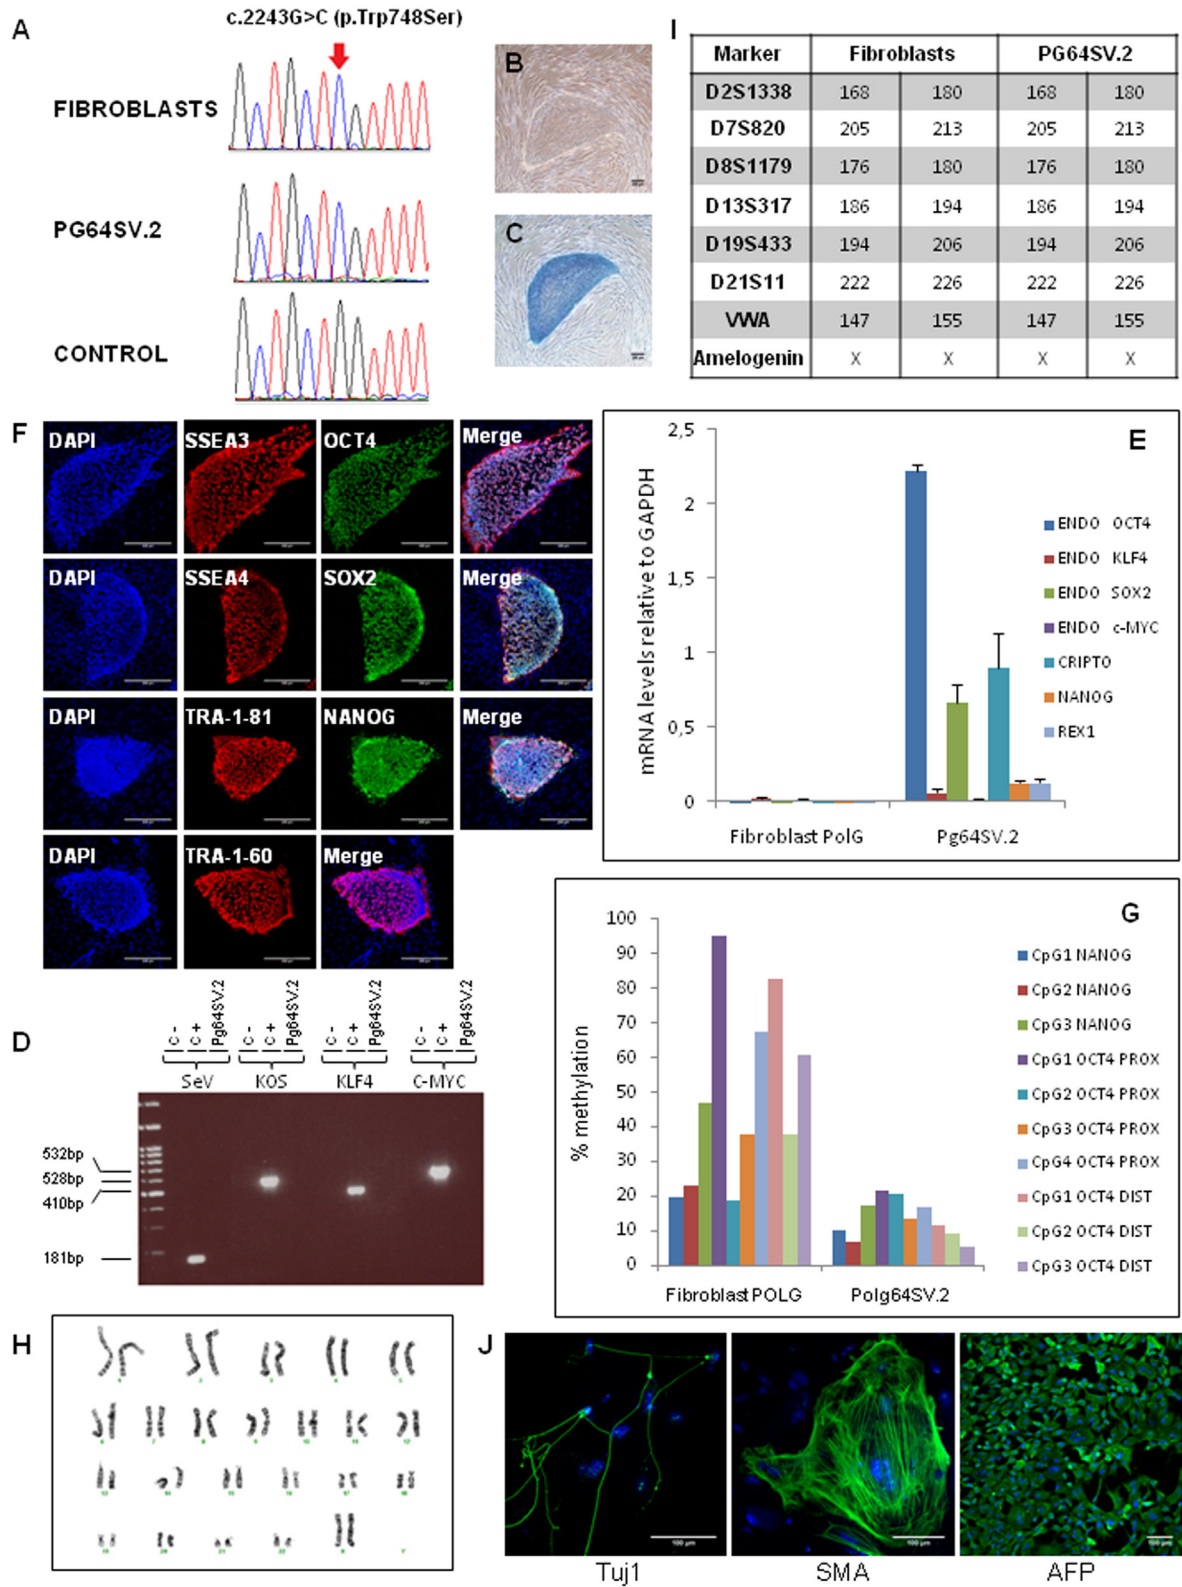 A
c.2243G>C (p.Trp748Ser)
FIBROBLASTS
PG64SV.2
CONTROL
B
C
I
Marker Fibroblasts PG64SV.2
D2S1338 168 180 168 180
D7S820 205 213 205 213
D8S1179 176 180 176 180
D13S317 186 194 186 194
D19S433 194 206 194 206
D21S11 222 226 222 226
VWA 147 155 147 155
Amelogenin X X X X
F
DAPI SSEA3 OCT4 Merge
DAPI SSEA4 SOX2 Merge
DAPI TRA-1-81 NANOG Merge
DAPI TRA-1-60 Merge
E
mRNA levels relative to GAPDH
2,5
2
1,5
1
0,5
0
Fibroblast PolG Pg64SV.2
ENDO OCT4
ENDO KLF4
ENDO SOX2
ENDO c-MYC
CRIPTO
NANOG
REX1
D
C - C + Pg64SV.2 C - C + Pg64SV.2 C - C + Pg64SV.2 C - C + Pg64SV.2
SeV KOS KLF4 C-MYC
532bp
528bp
410bp
181bp
G
% methylation
100
90
80
70
60
50
40
30
20
10
0
Fibroblast POLG Polg64SV.2
CpG1 NANOG
CpG2 NANOG
CpG3 NANOG
CpG1 OCT4 PROX
CpG2 OCT4 PROX
CpG3 OCT4 PROX
CpG4 OCT4 PROX
CpG1 OCT4 DIST
CpG2 OCT4 DIST
CpG3 OCT4 DIST
H
J
100 µm 100 µm 100 µm
Tuj1 SMA AFP